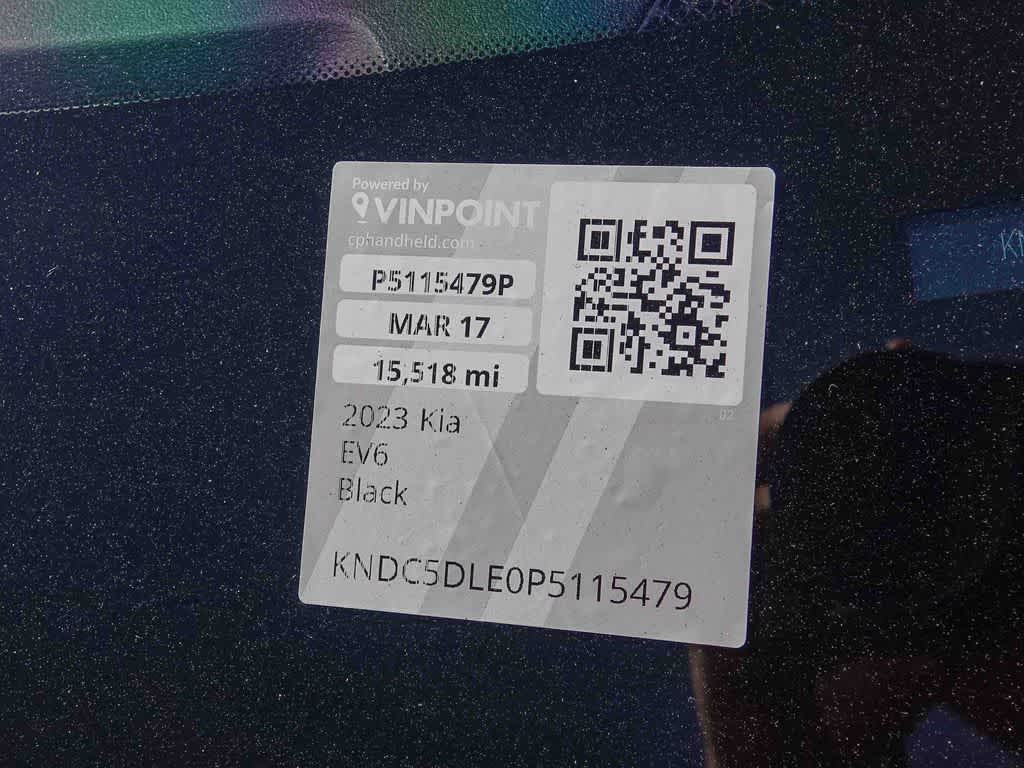 Powered by
VINPOINT
cphandheld.com
P5115479P
MAR 17
15,518 mi
2023 Kia
EV6
Black
02
KNDC5DLE0P5115479